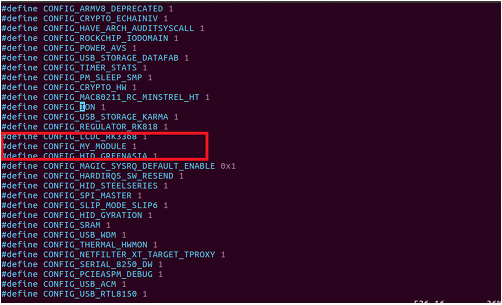 #define CONFIG_ARMV8_DEPRECATED 1
#define CONFIG_CRYPTO_ECHAINIV 1
#define CONFIG_HAVE_ARCH_AUDITSYSCALL 1
#define CONFIG_ROCKCHIP_IODOMAIN 1
#define CONFIG_POWER_AVS 1
#define CONFIG_USB_STORAGE_DATAFAB 1
#define CONFIG_TIMER_STATS 1
#define CONFIG_PM_SLEEP_SMP 1
#define CONFIG_CRYPTO_HW 1
#define CONFIG_MAC80211_RC_MINSTREL_HT 1
#define CONFIG_ION 1
#define CONFIG_USB_STORAGE_KARMA 1
#define CONFIG_REGULATOR_RK818 1
#define CONFIG_LCDC_RK3368 1
#define CONFIG_MY_MODULE 1
#define CONFIG_HID_GREENASIA 1
#define CONFIG_MAGIC_SYSRQ_DEFAULT_ENABLE 0x1
#define CONFIG_HARDIRQS_SW_RESEND 1
#define CONFIG_HID_STEELSERIES 1
#define CONFIG_SPI_MASTER 1
#define CONFIG_SLIP_MODE_SLIP6 1
#define CONFIG_HID_GYRATION 1
#define CONFIG_SRAM 1
#define CONFIG_USB_WDM 1
#define CONFIG_THERMAL_HWMON 1
#define CONFIG_NETFILTER_XT_TARGET_TPROXY 1
#define CONFIG_SERIAL_8250_DW 1
#define CONFIG_PCIEASPM_DEBUG 1
#define CONFIG_USB_ACM 1
#define CONFIG_USB_RTL8150 1